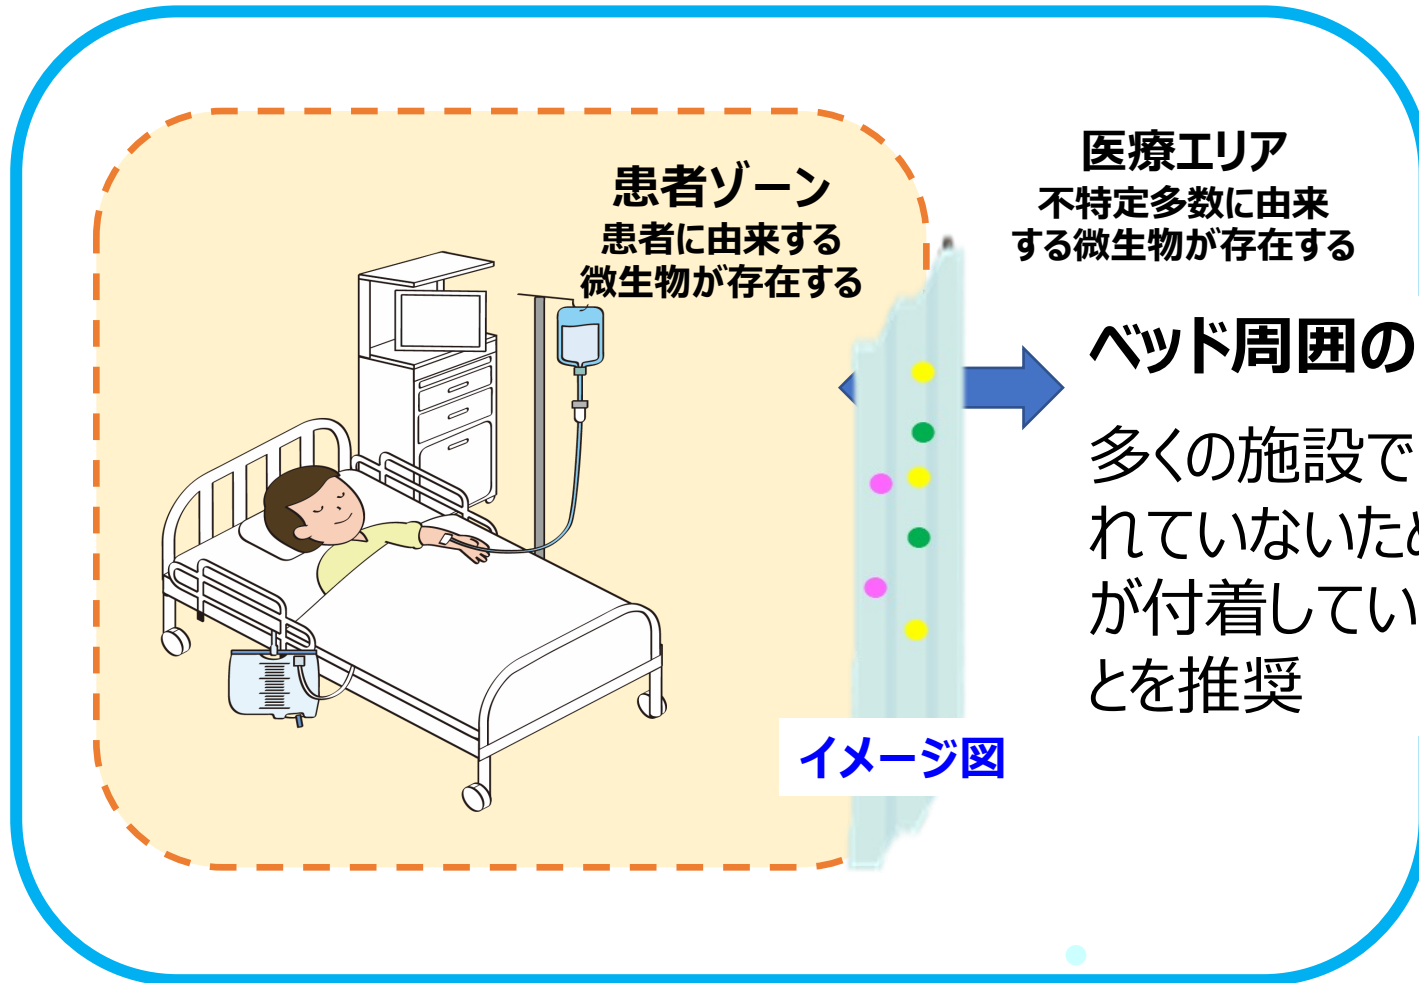 患者ゾーン
患者に由来する
微生物が存在する
医療エリア
不特定多数に由来
する微生物が存在する
ベッド周囲の
多くの施設で
れていないため
が付着してい
とを推奨
イメージ図